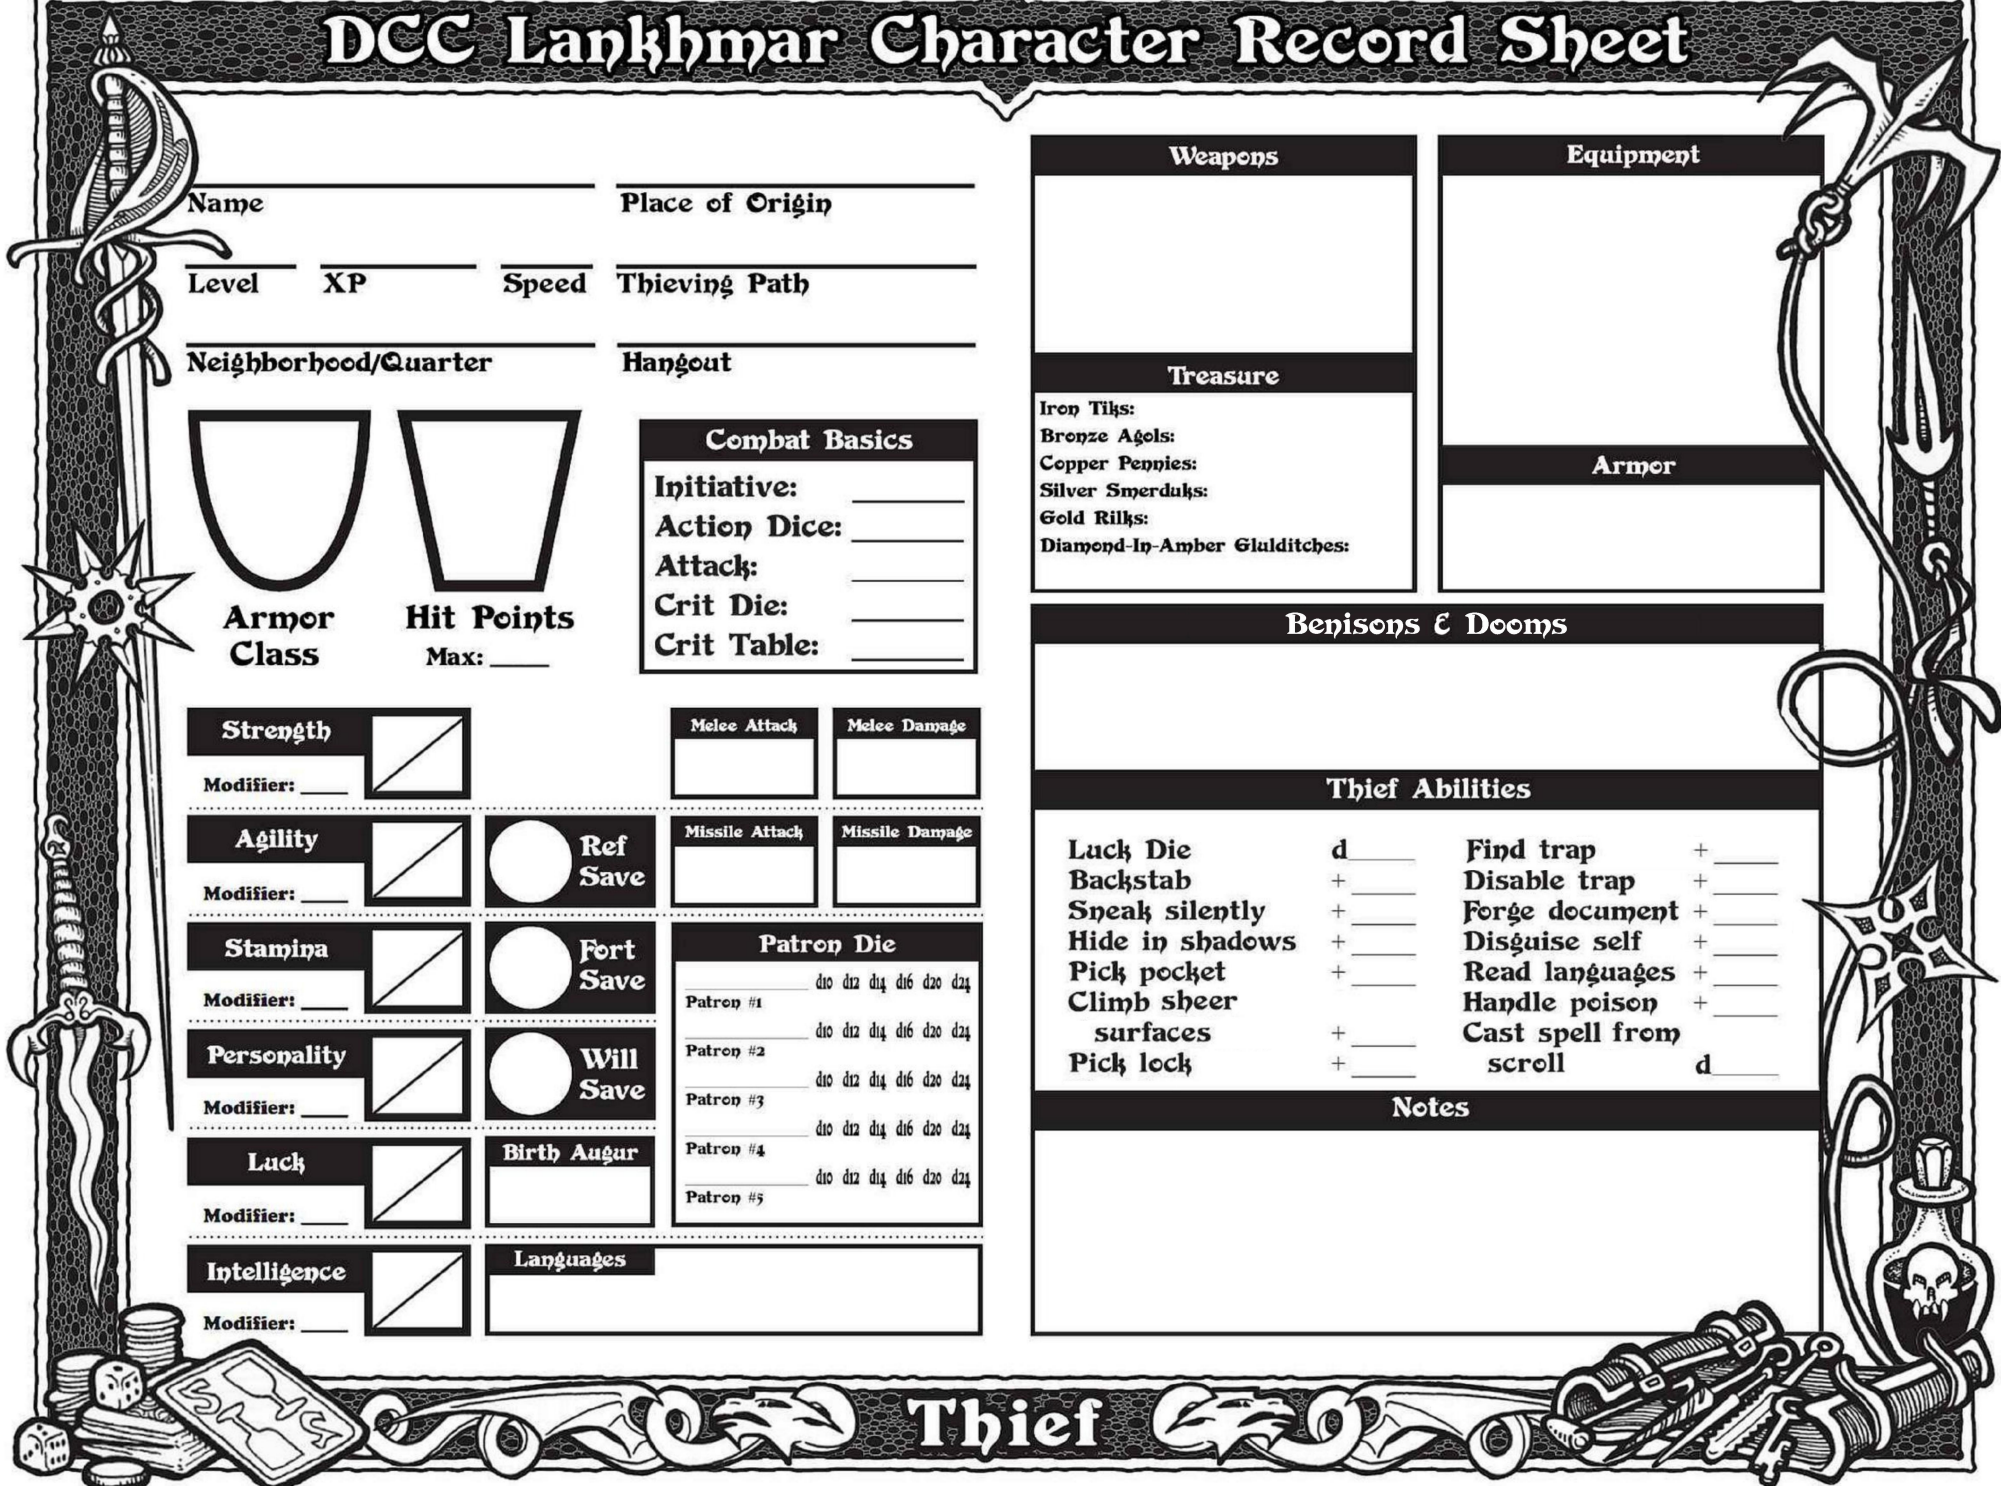 DCC Lankhmar Character Record Sheet
Name
Place of Origin
Level XP Speed Thieving Path
Neighborhood/Quarter
Hangout
Armor
Class
Hit Points
Max:
Combat Basics
Initiative:
Action Dice:
Attack:
Crit Die:
Crit Table:
Strength
Modifier:
Melee Attack
Melee Damage
Agility
Modifier:
Ref
Save
Missile Attack
Missile Damage
Stamina
Modifier:
Fort
Save
Personality
Modifier:
Will
Save
Luck
Modifier:
Birth Augur
Patron Die
d10 d12 d14 d16 d20 d24
Patron #1
d10 d12 d14 d16 d20 d24
Patron #2
d10 d12 d14 d16 d20 d24
Patron #3
d10 d12 d14 d16 d20 d24
Patron #4
d10 d12 d14 d16 d20 d24
Patron #5
Intelligence
Modifier:
Languages
Weapons
Treasure
Iron Tiks:
Bronze Agols:
Copper Pennies:
Silver Smerduks:
Gold Rilks:
Diamond-In-Amber Glulditches:
Equipment
Armor
Benisons & Dooms
Thief Abilities
Luck Die d
Backstab +
Sneak silently +
Hide in shadows +
Pick pocket +
Climb sheer
surfaces +
Pick lock +
Find trap +
Disable trap +
Forge document +
Disguise self +
Read languages +
Handle poison +
Cast spell from
scroll d
Notes
Thief